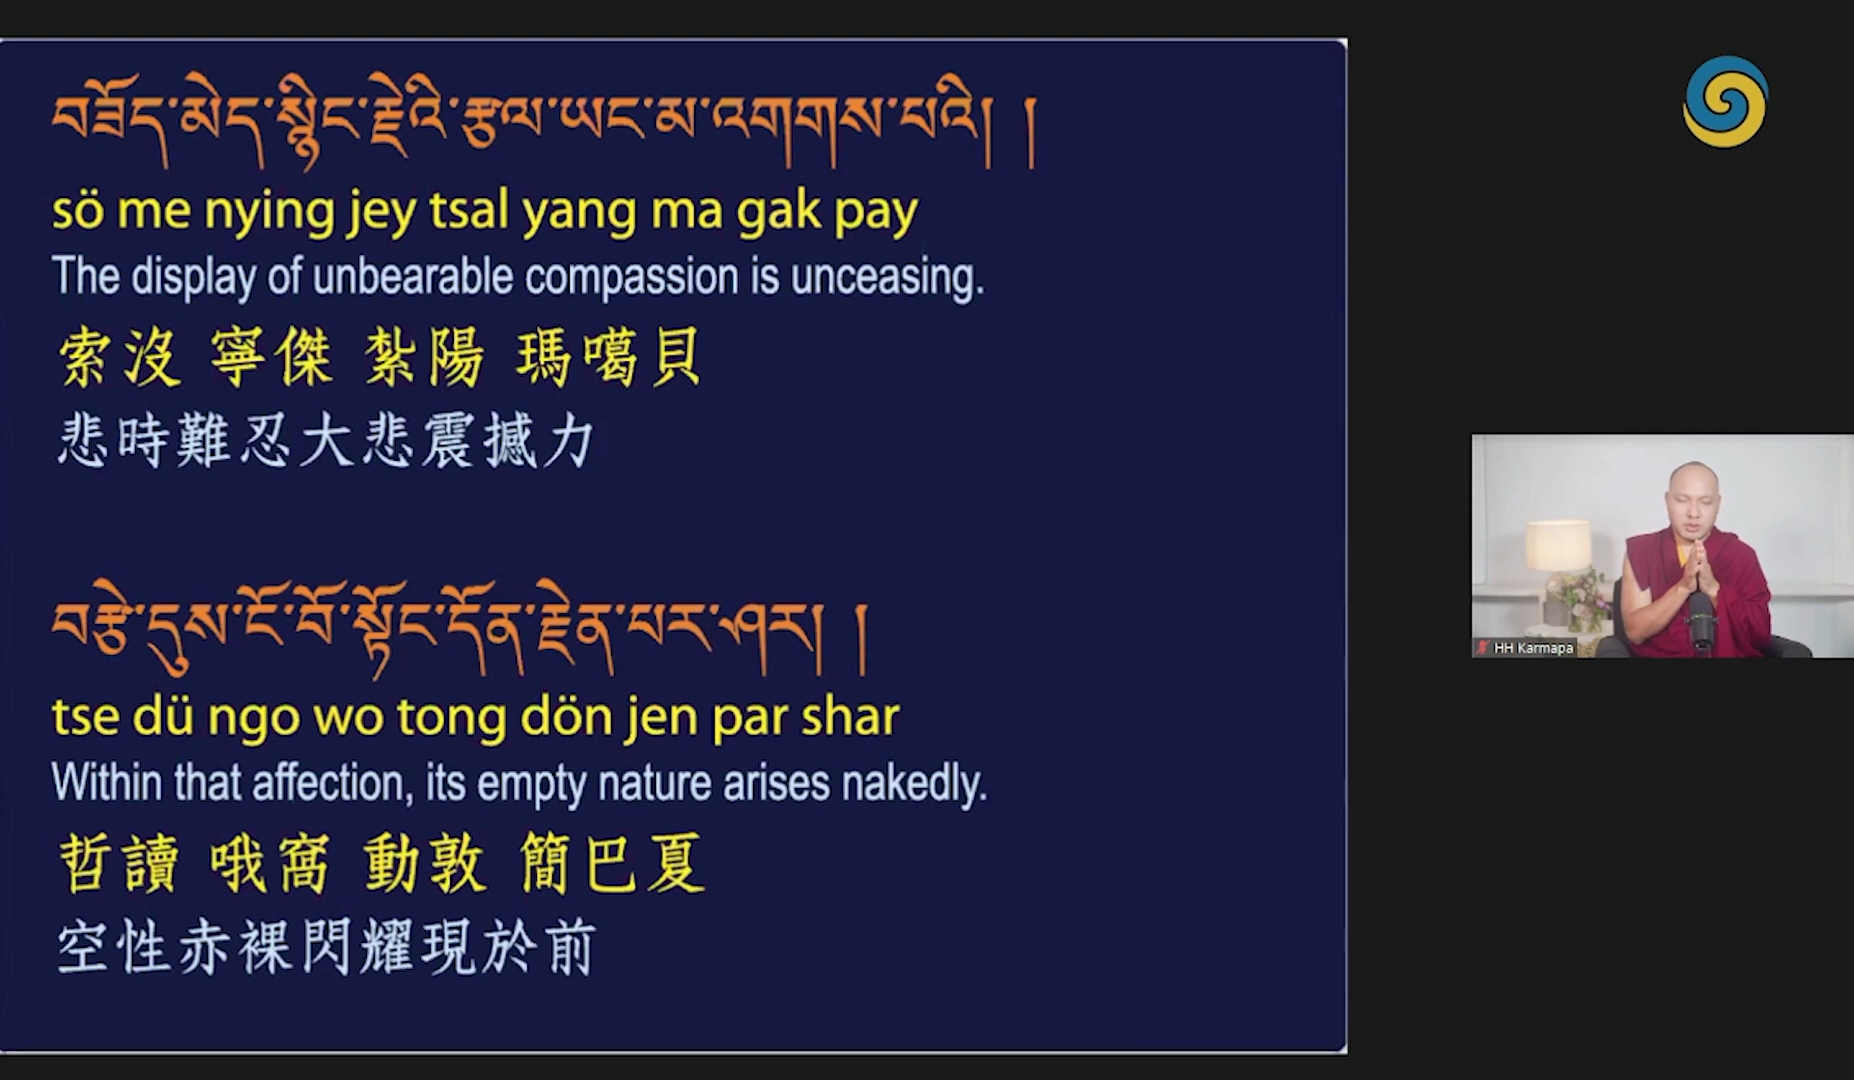 བཟོད་མེད་སྙིང་རྗེའི་རྩལ་ཡང་མ་འགགས་པའི། །
sö me nying jey tsal yang ma gak pay
The display of unbearable compassion is unceasing.
索沒 寧傑 紮陽 瑪噶貝
悲時難忍大悲震撼力
བརྩེ་དུས་ངོ་བོ་སྟོང་དོན་རྗེན་པར་ཤར། །
tse dü ngo wo tong dön jen par shar
Within that affection, its empty nature arises nakedly.
哲讀 哦窩 動敦 簡巴夏
空性赤裸閃耀現於前
HH Karmapa